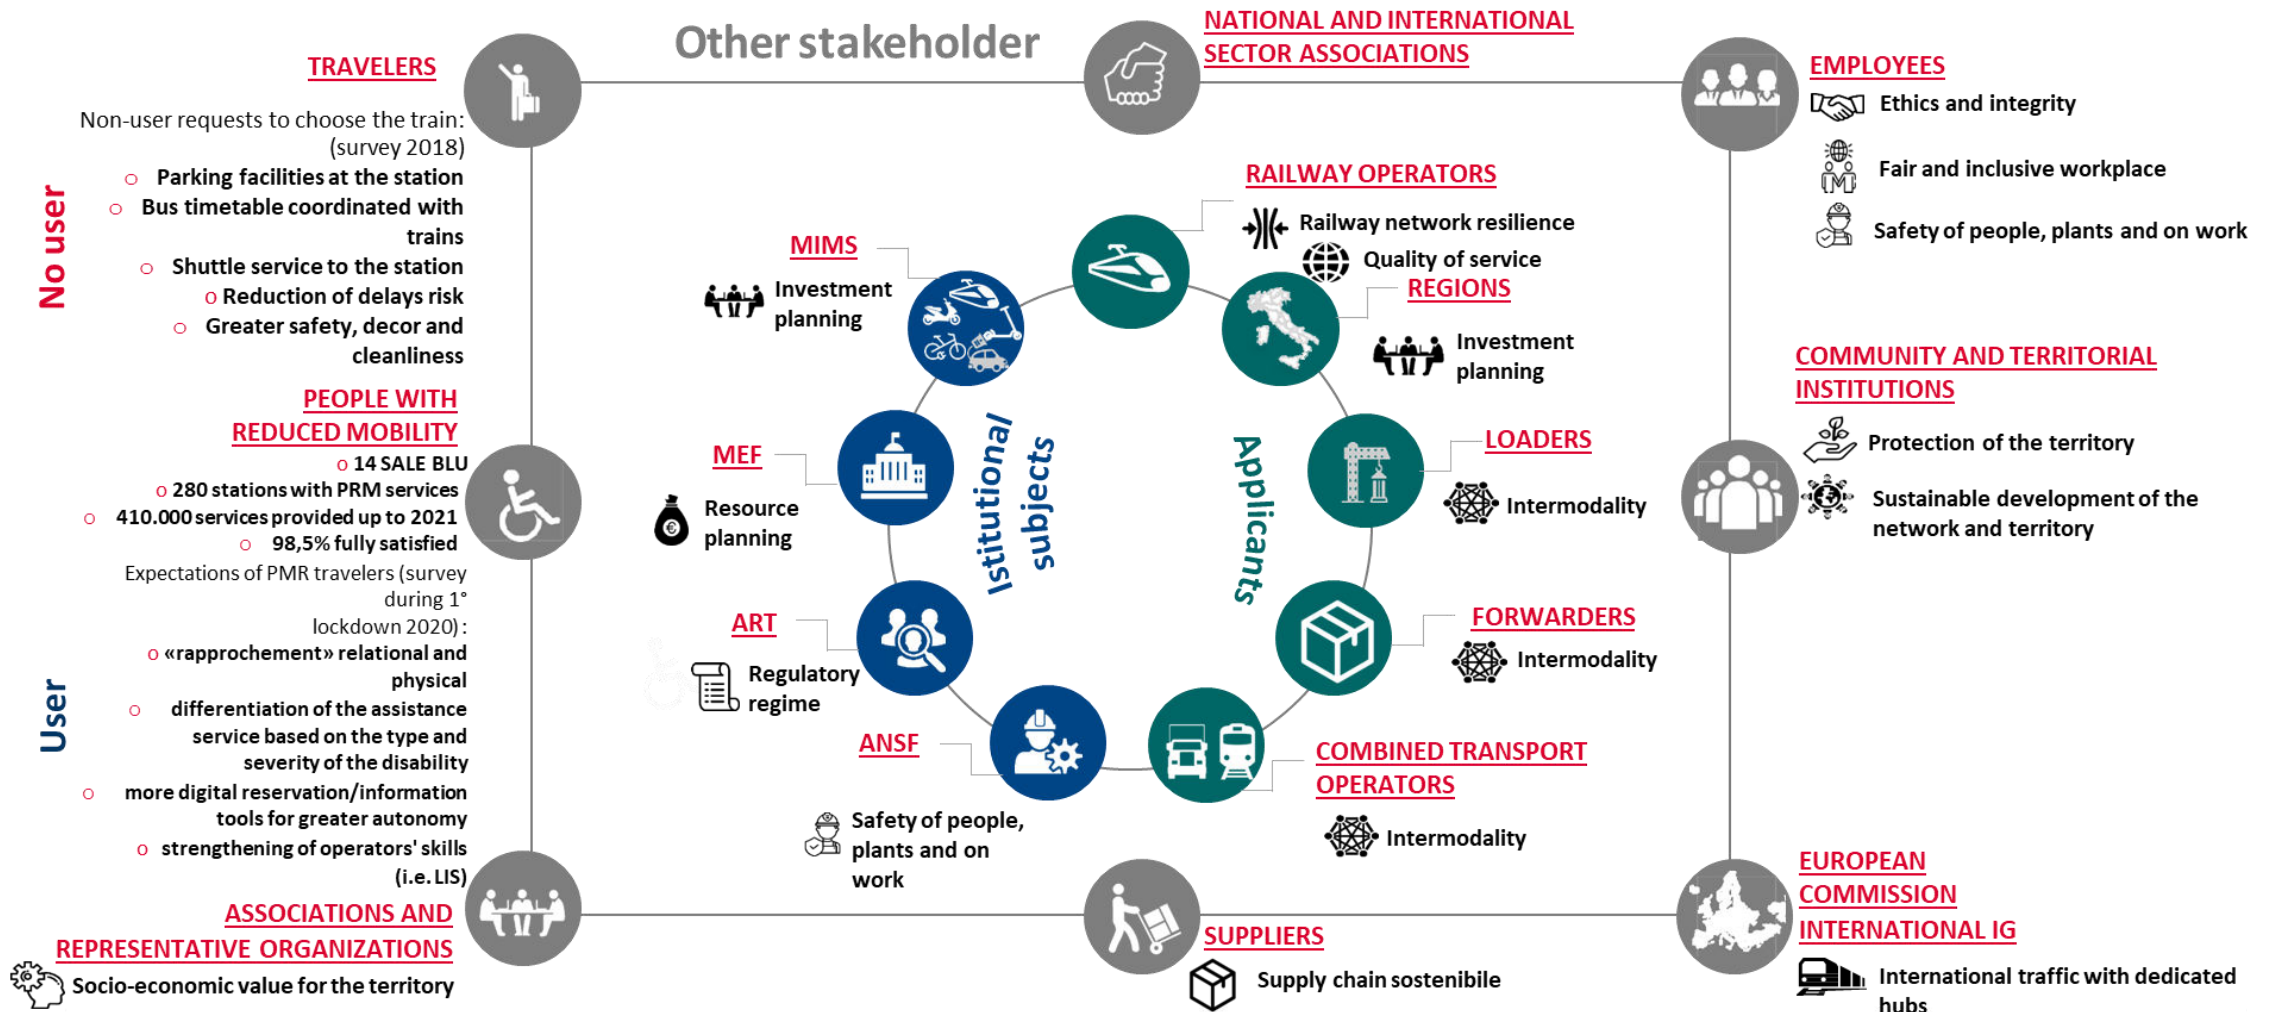 Other stakeholder
NATIONAL AND INTERNATIONAL
SECTOR ASSOCIATIONS
TRAVELERS
Non-user requests to choose the train:
(survey 2018)
o Parking facilities at the station
o Bus timetable coordinated with
trains
o Shuttle service to the station
o Reduction of delays risk
o Greater safety, decor and
cleanliness
No user
PEOPLE WITH
REDUCED MOBILITY
o 14 SALE BLU
o 280 stations with PRM services
o 410.000 services provided up to 2021
o 98,5% fully satisfied
Expectations of PMR travelers (survey
during 1°
lockdown 2020) :
o «rapprochement» relational and
physical
o differentiation of the assistance
service based on the type and
severity of the disability
o more digital reservation/information
tools for greater autonomy
o strengthening of operators' skills
(i.e. LIS)
User
ASSOCIATIONS AND
REPRESENTATIVE ORGANIZATIONS
Socio-economic value for the territory
MIMS
Investment
planning
MEF
Resource
planning
ART
Regulatory
regime
ANSF
Safety of people,
plants and on
work
Istitutional
subjects
Applicants
RAILWAY OPERATORS
Railway network resilience
Quality of service
REGIONS
Investment
planning
LOADERS
Intermodality
FORWARDERS
Intermodality
COMBINED TRANSPORT
OPERATORS
Intermodality
SUPPLIERS
Supply chain sostenibile
EMPLOYEES
Ethics and integrity
Fair and inclusive workplace
Safety of people, plants and on work
COMMUNITY AND TERRITORIAL
INSTITUTIONS
Protection of the territory
Sustainable development of the
network and territory
EUROPEAN
COMMISSION
INTERNATIONAL IG
International traffic with dedicated
hubs